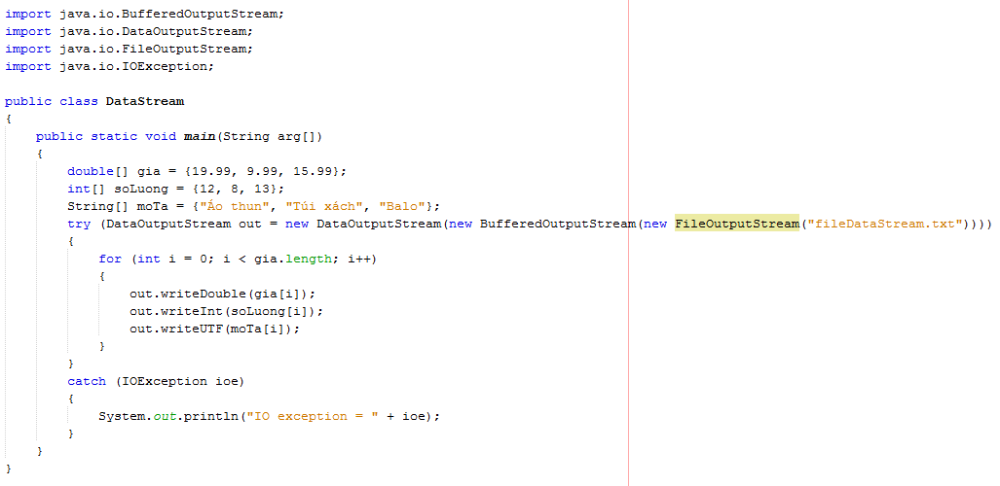 import java.io.BufferedOutputStream;
import java.io.DataOutputStream;
import java.io.FileOutputStream;
import java.io.IOException;

public class DataStream
{
    public static void main(String arg[])
    {
        double[] gia = {19.99, 9.99, 15.99};
        int[] soLuong = {12, 8, 13};
        String[] moTa = {"Áo thun", "Túi xách", "Balo"};
        try (DataOutputStream out = new DataOutputStream(new BufferedOutputStream(new FileOutputStream("fileDataStream.txt"))))
        {
            for (int i = 0; i < gia.length; i++)
            {
                out.writeDouble(gia[i]);
                out.writeInt(soLuong[i]);
                out.writeUTF(moTa[i]);
            }
        }
        catch (IOException ioe)
        {
            System.out.println("IO exception = " + ioe);
        }
    }
}